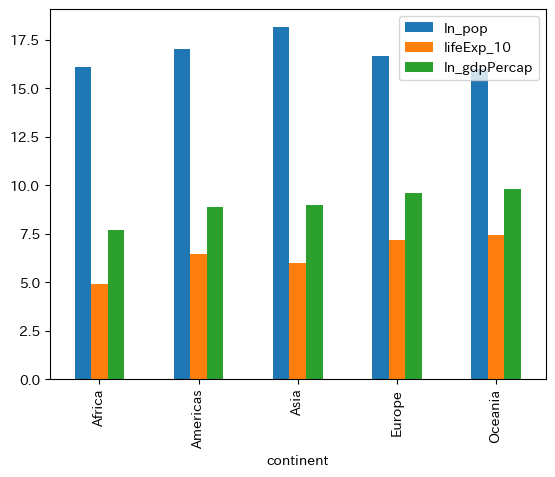 17.5
15.0
12.5
10.0
7.5
5.0
2.5
0.0
ln_pop
lifeExp_10
ln_gdpPercap
Africa
Americas
Asia
Europe
Oceania
continent